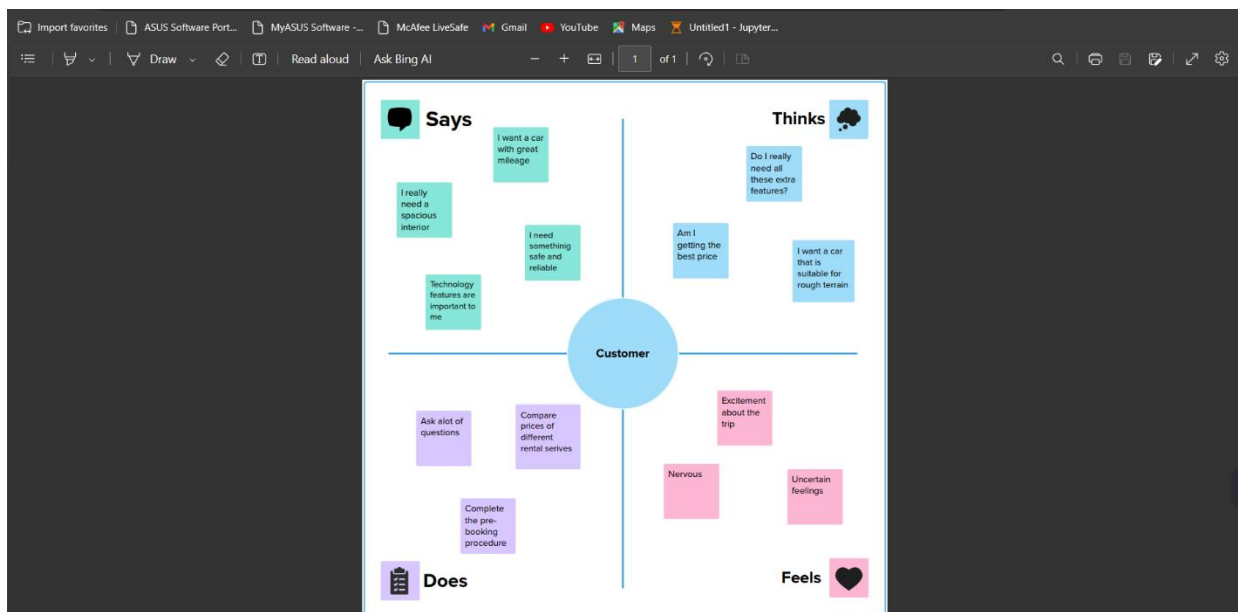 Import favorites
ASUS Software Port...
MyASUS Software -...
McAfee LiveSafe
Gmail
YouTube
Maps
Untitled1 - Jupyter...
Draw
Read aloud
Ask Bing AI
1
of 1
Says
I want a car
with great
mileage
I really
need a
spacious
interior
I need
somethinig
safe and
reliable
Technology
features are
important to
me
Thinks
Do I really
need all
these extra
features?
Am I
getting the
best price
I want a car
that is
suitable for
rough terrain
Customer
Ask alot of
questions
Compare
prices of
different
rental serives
Complete
the pre-
booking
procedure
Does
Excitement
about the
trip
Nervous
Uncertain
feelings
Feels